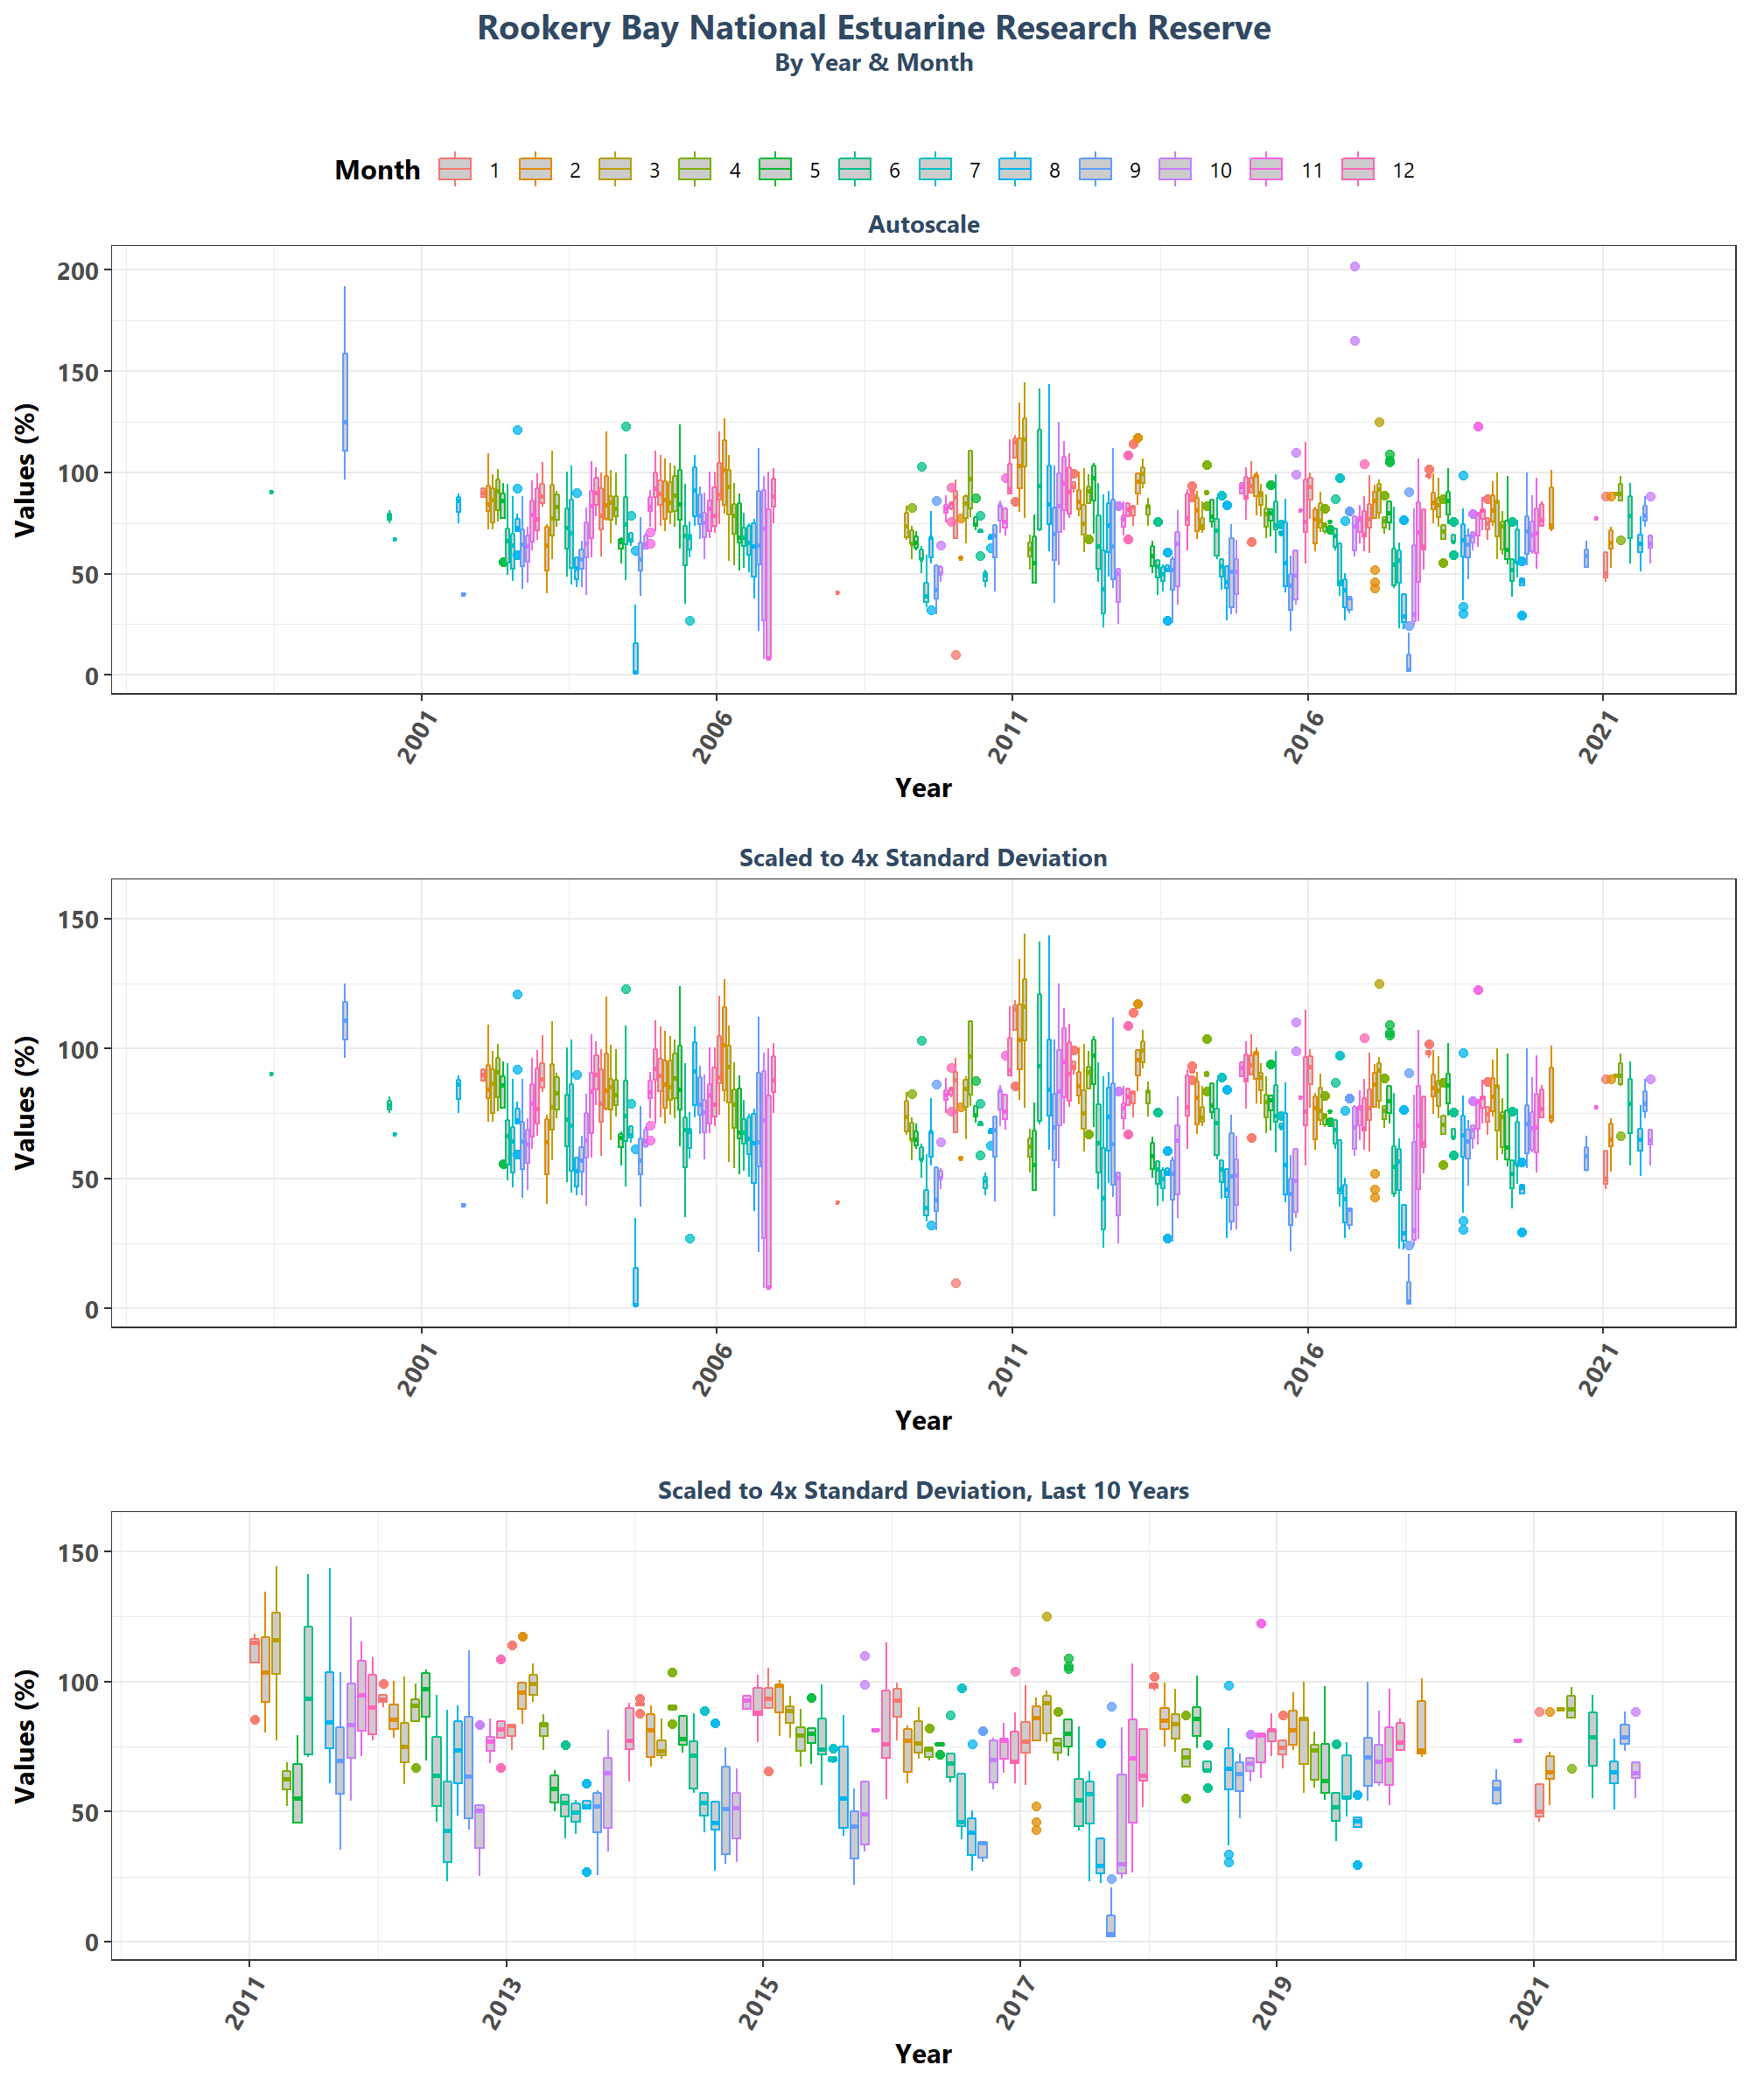 Rookery Bay National Estuarine Research Reserve
By Year & Month
Month 1 2 3 4 5 6 7 8 9 10 11 12
Autoscale
Values (%)
200
150
100
50
0
2001 2006 2011 2016 2021
Year
Scaled to 4x Standard Deviation
Values (%)
150
100
50
0
2001 2006 2011 2016 2021
Year
Scaled to 4x Standard Deviation, Last 10 Years
Values (%)
150
100
50
0
2011 2013 2015 2017 2019 2021
Year